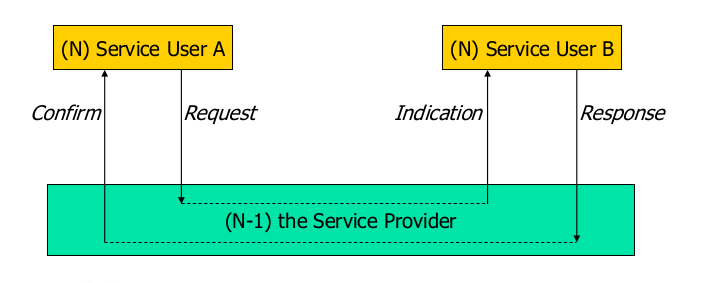 (N) Service User A
(N) Service User B
Confirm
Request
Indication
Response
(N-1) the Service Provider